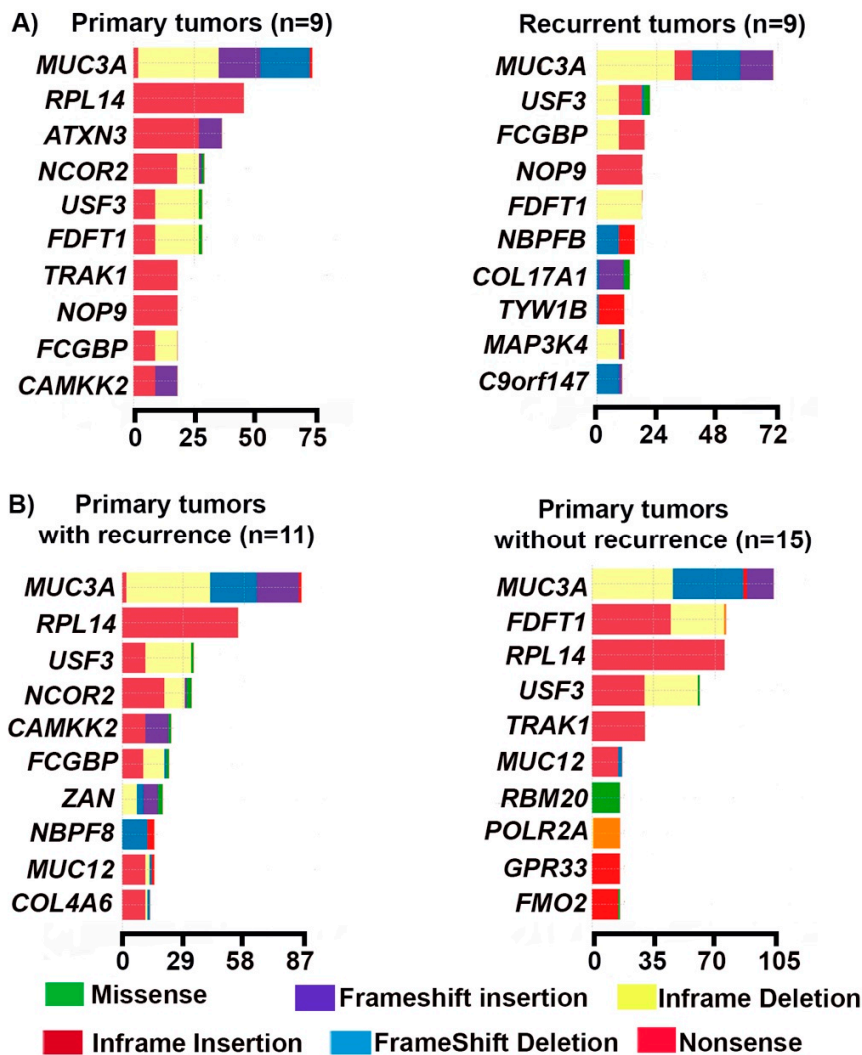 A) Primary tumors (n=9)
MUC3A
RPL14
ATXN3
NCOR2
USF3
FDFT1
TRAK1
NOP9
FCGBP
CAMKK2
0 25 50 75
Recurrent tumors (n=9)
MUC3A
USF3
FCGBP
NOP9
FDFT1
NBPFB
COL17A1
TYW1B
MAP3K4
C9orf147
0 24 48 72
B) Primary tumors
with recurrence (n=11)
MUC3A
RPL14
USF3
NCOR2
CAMKK2
FCGBP
ZAN
NBPF8
MUC12
COL4A6
0 29 58 87
Primary tumors
without recurrence (n=15)
MUC3A
FDFT1
RPL14
USF3
TRAK1
MUC12
RBM20
POLR2A
GPR33
FMO2
0 35 70 105
Missense Frameshift insertion Inframe Deletion
Inframe Insertion FrameShift Deletion Nonsense